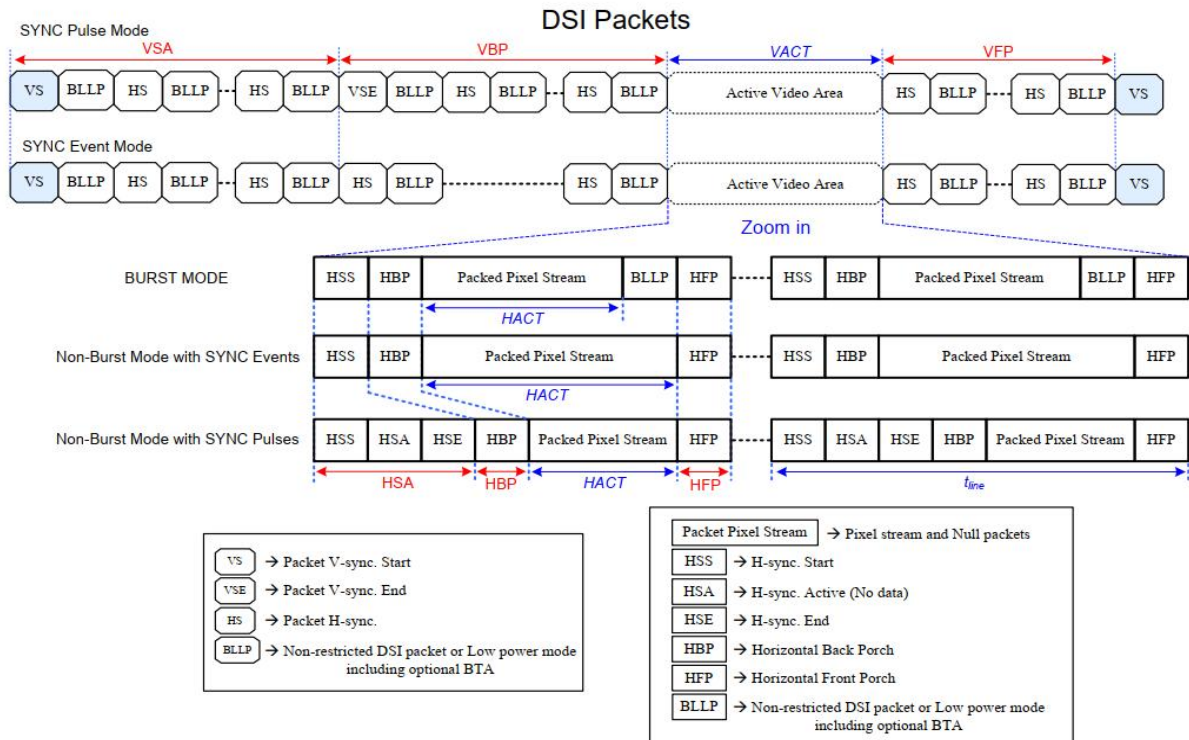 DSI Packets
SYNC Pulse Mode
VSA VBP VACT VFP
VS BLLP HS BLLP HS BLLP VSE BLLP HS BLLP HS BLLP Active Video Area HS BLLP HS BLLP VS
SYNC Event Mode
VS BLLP HS BLLP HS BLLP HS BLLP HS BLLP Active Video Area HS BLLP HS BLLP VS
Zoom in
BURST MODE HSS HBP Packed Pixel Stream BLLP HFP HSS HBP Packed Pixel Stream BLLP HFP
HACT
Non-Burst Mode with SYNC Events HSS HBP Packed Pixel Stream HFP HSS HBP Packed Pixel Stream HFP
HACT
Non-Burst Mode with SYNC Pulses HSS HSA HSE HBP Packed Pixel Stream HFP HSS HSA HSE HBP Packed Pixel Stream HFP
HSA HBP HACT HFP tline
VS → Packet V-sync. Start
VSE → Packet V-sync. End
HS → Packet H-sync.
BLLP → Non-restricted DSI packet or Low power mode
including optional BTA
Packet Pixel Stream → Pixel stream and Null packets
HSS → H-sync. Start
HSA → H-sync. Active (No data)
HSE → H-sync. End
HBP → Horizontal Back Porch
HFP → Horizontal Front Porch
BLLP → Non-restricted DSI packet or Low power mode
including optional BTA